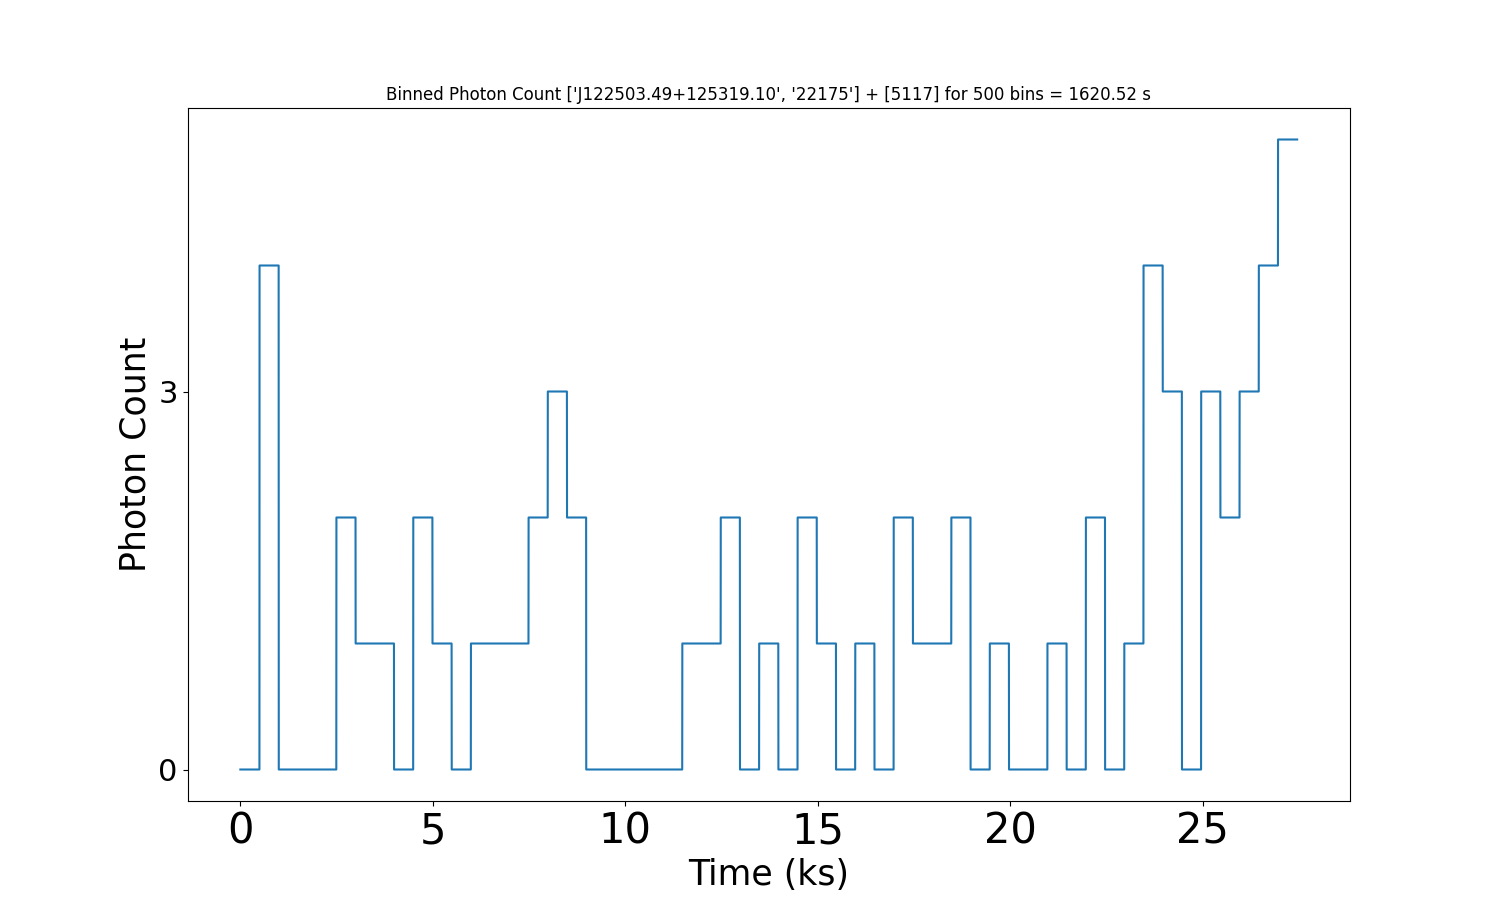 Binned Photon Count ['J122503.49+125319.10', '22175'] + [5117] for 500 bins = 1620.52 s
Photon Count
3
0
0 5 10 15 20 25
Time (ks)